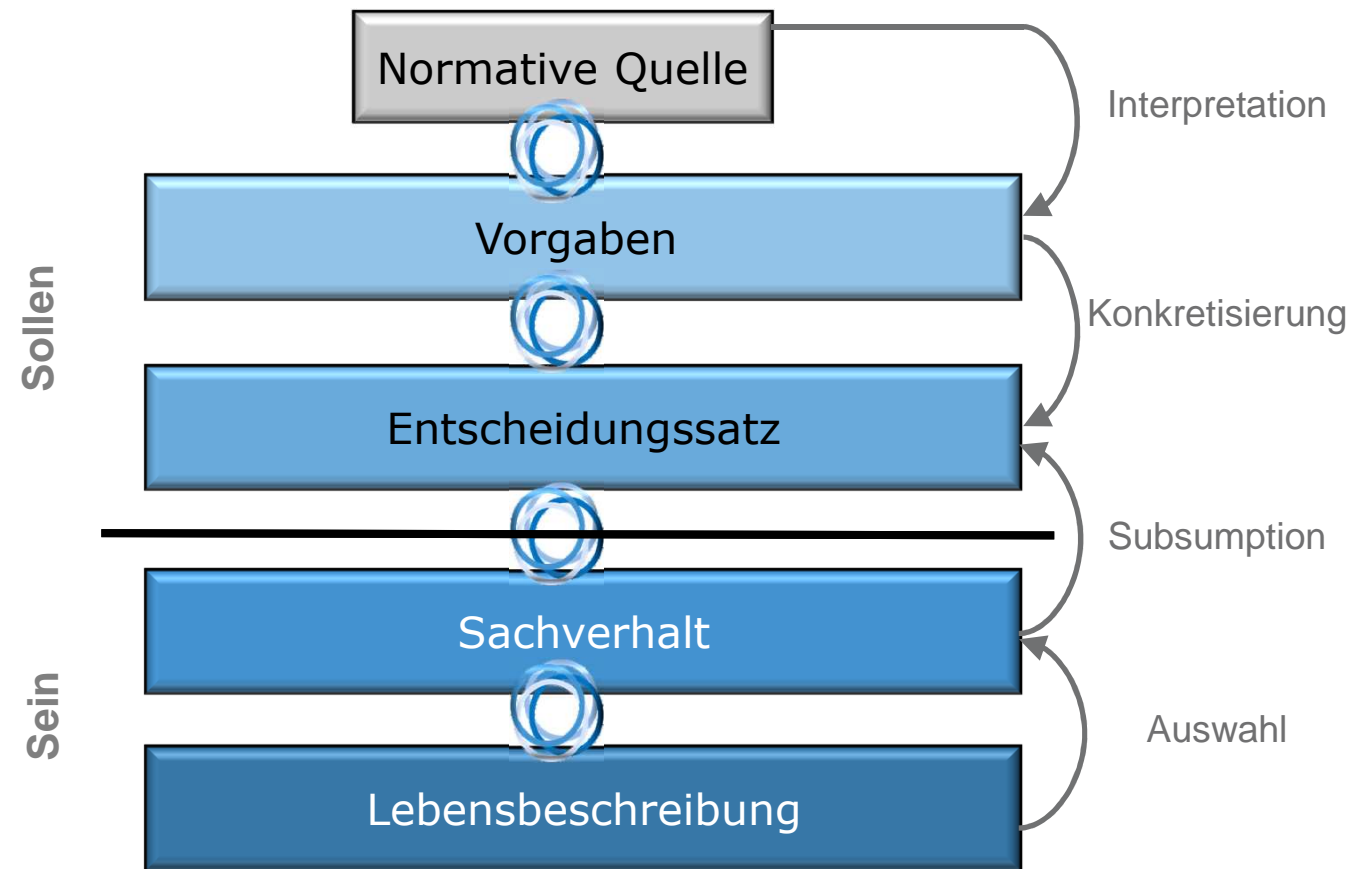 Normative Quelle
Interpretation
Vorgaben
Konkretisierung
Sollen
Entscheidungssatz
Subsumption
Sachverhalt
Sein
Auswahl
Lebensbeschreibung